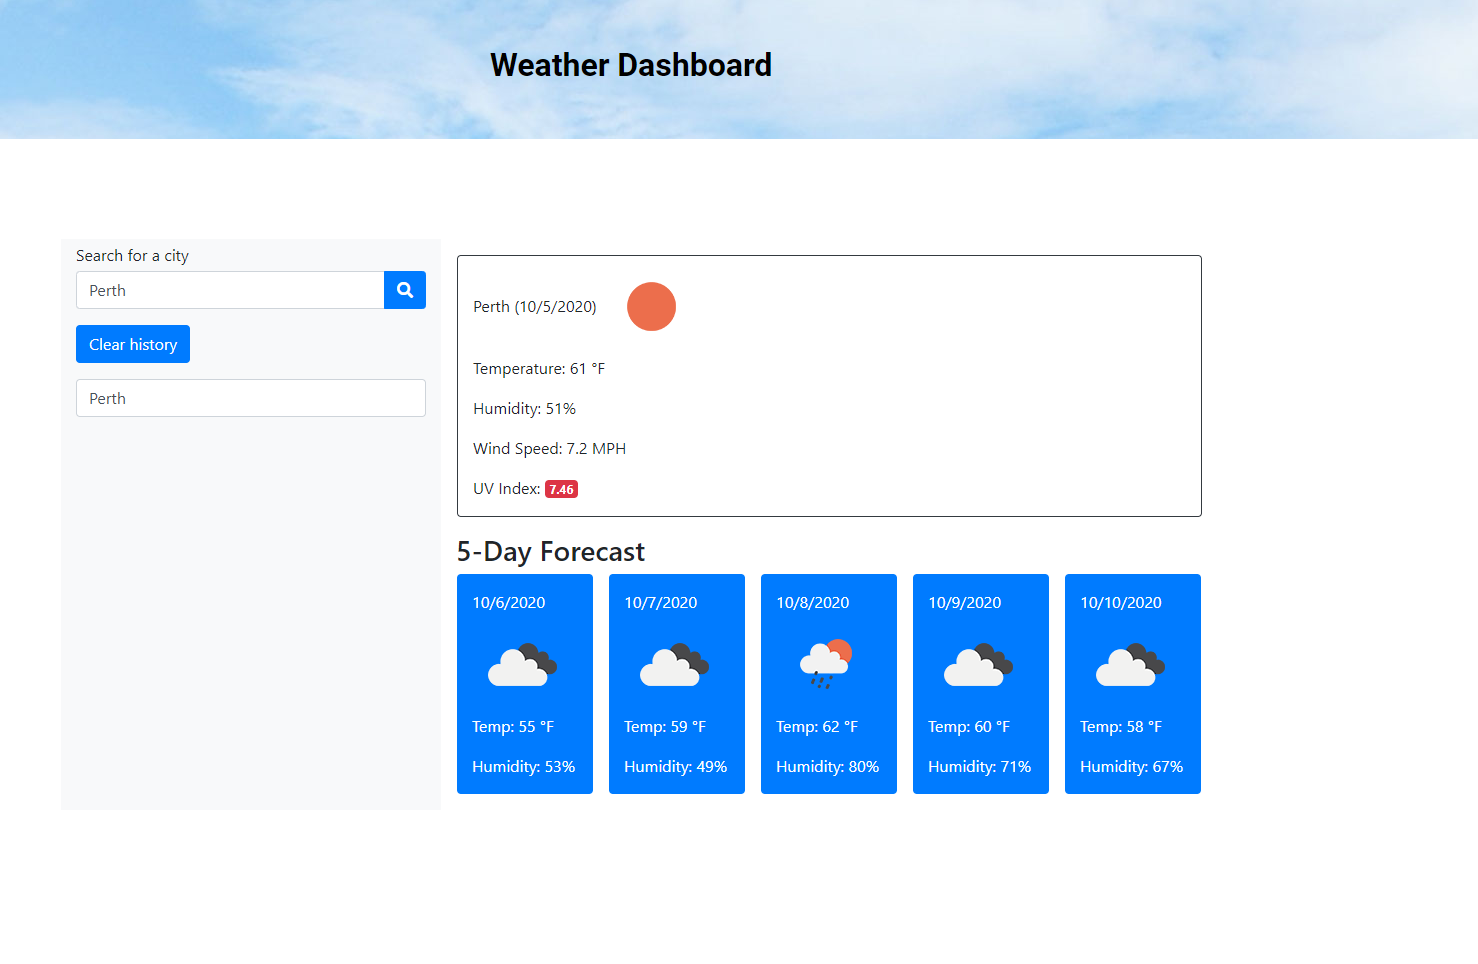 Weather Dashboard
Search for a city
Perth
Clear history
Perth
Perth (10/5/2020)
Temperature: 61 °F
Humidity: 51%
Wind Speed: 7.2 MPH
UV Index: 7.46
5-Day Forecast
10/6/2020
Temp: 55 °F
Humidity: 53%
10/7/2020
Temp: 59 °F
Humidity: 49%
10/8/2020
Temp: 62 °F
Humidity: 80%
10/9/2020
Temp: 60 °F
Humidity: 71%
10/10/2020
Temp: 58 °F
Humidity: 67%